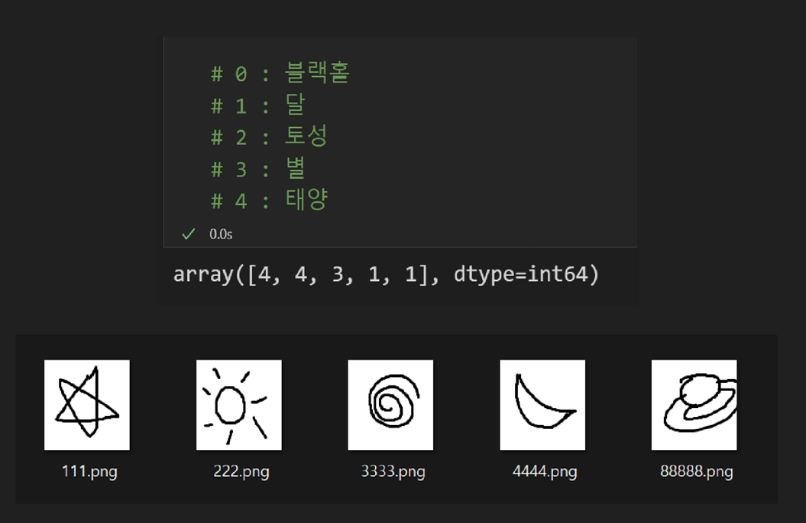 # 0 : 블랙홀
# 1 : 달
# 2 : 토성
# 3 : 별
# 4 : 태양
0.0s
array([4, 4, 3, 1, 1], dtype=int64)
111.png
222.png
3333.png
4444.png
88888.png